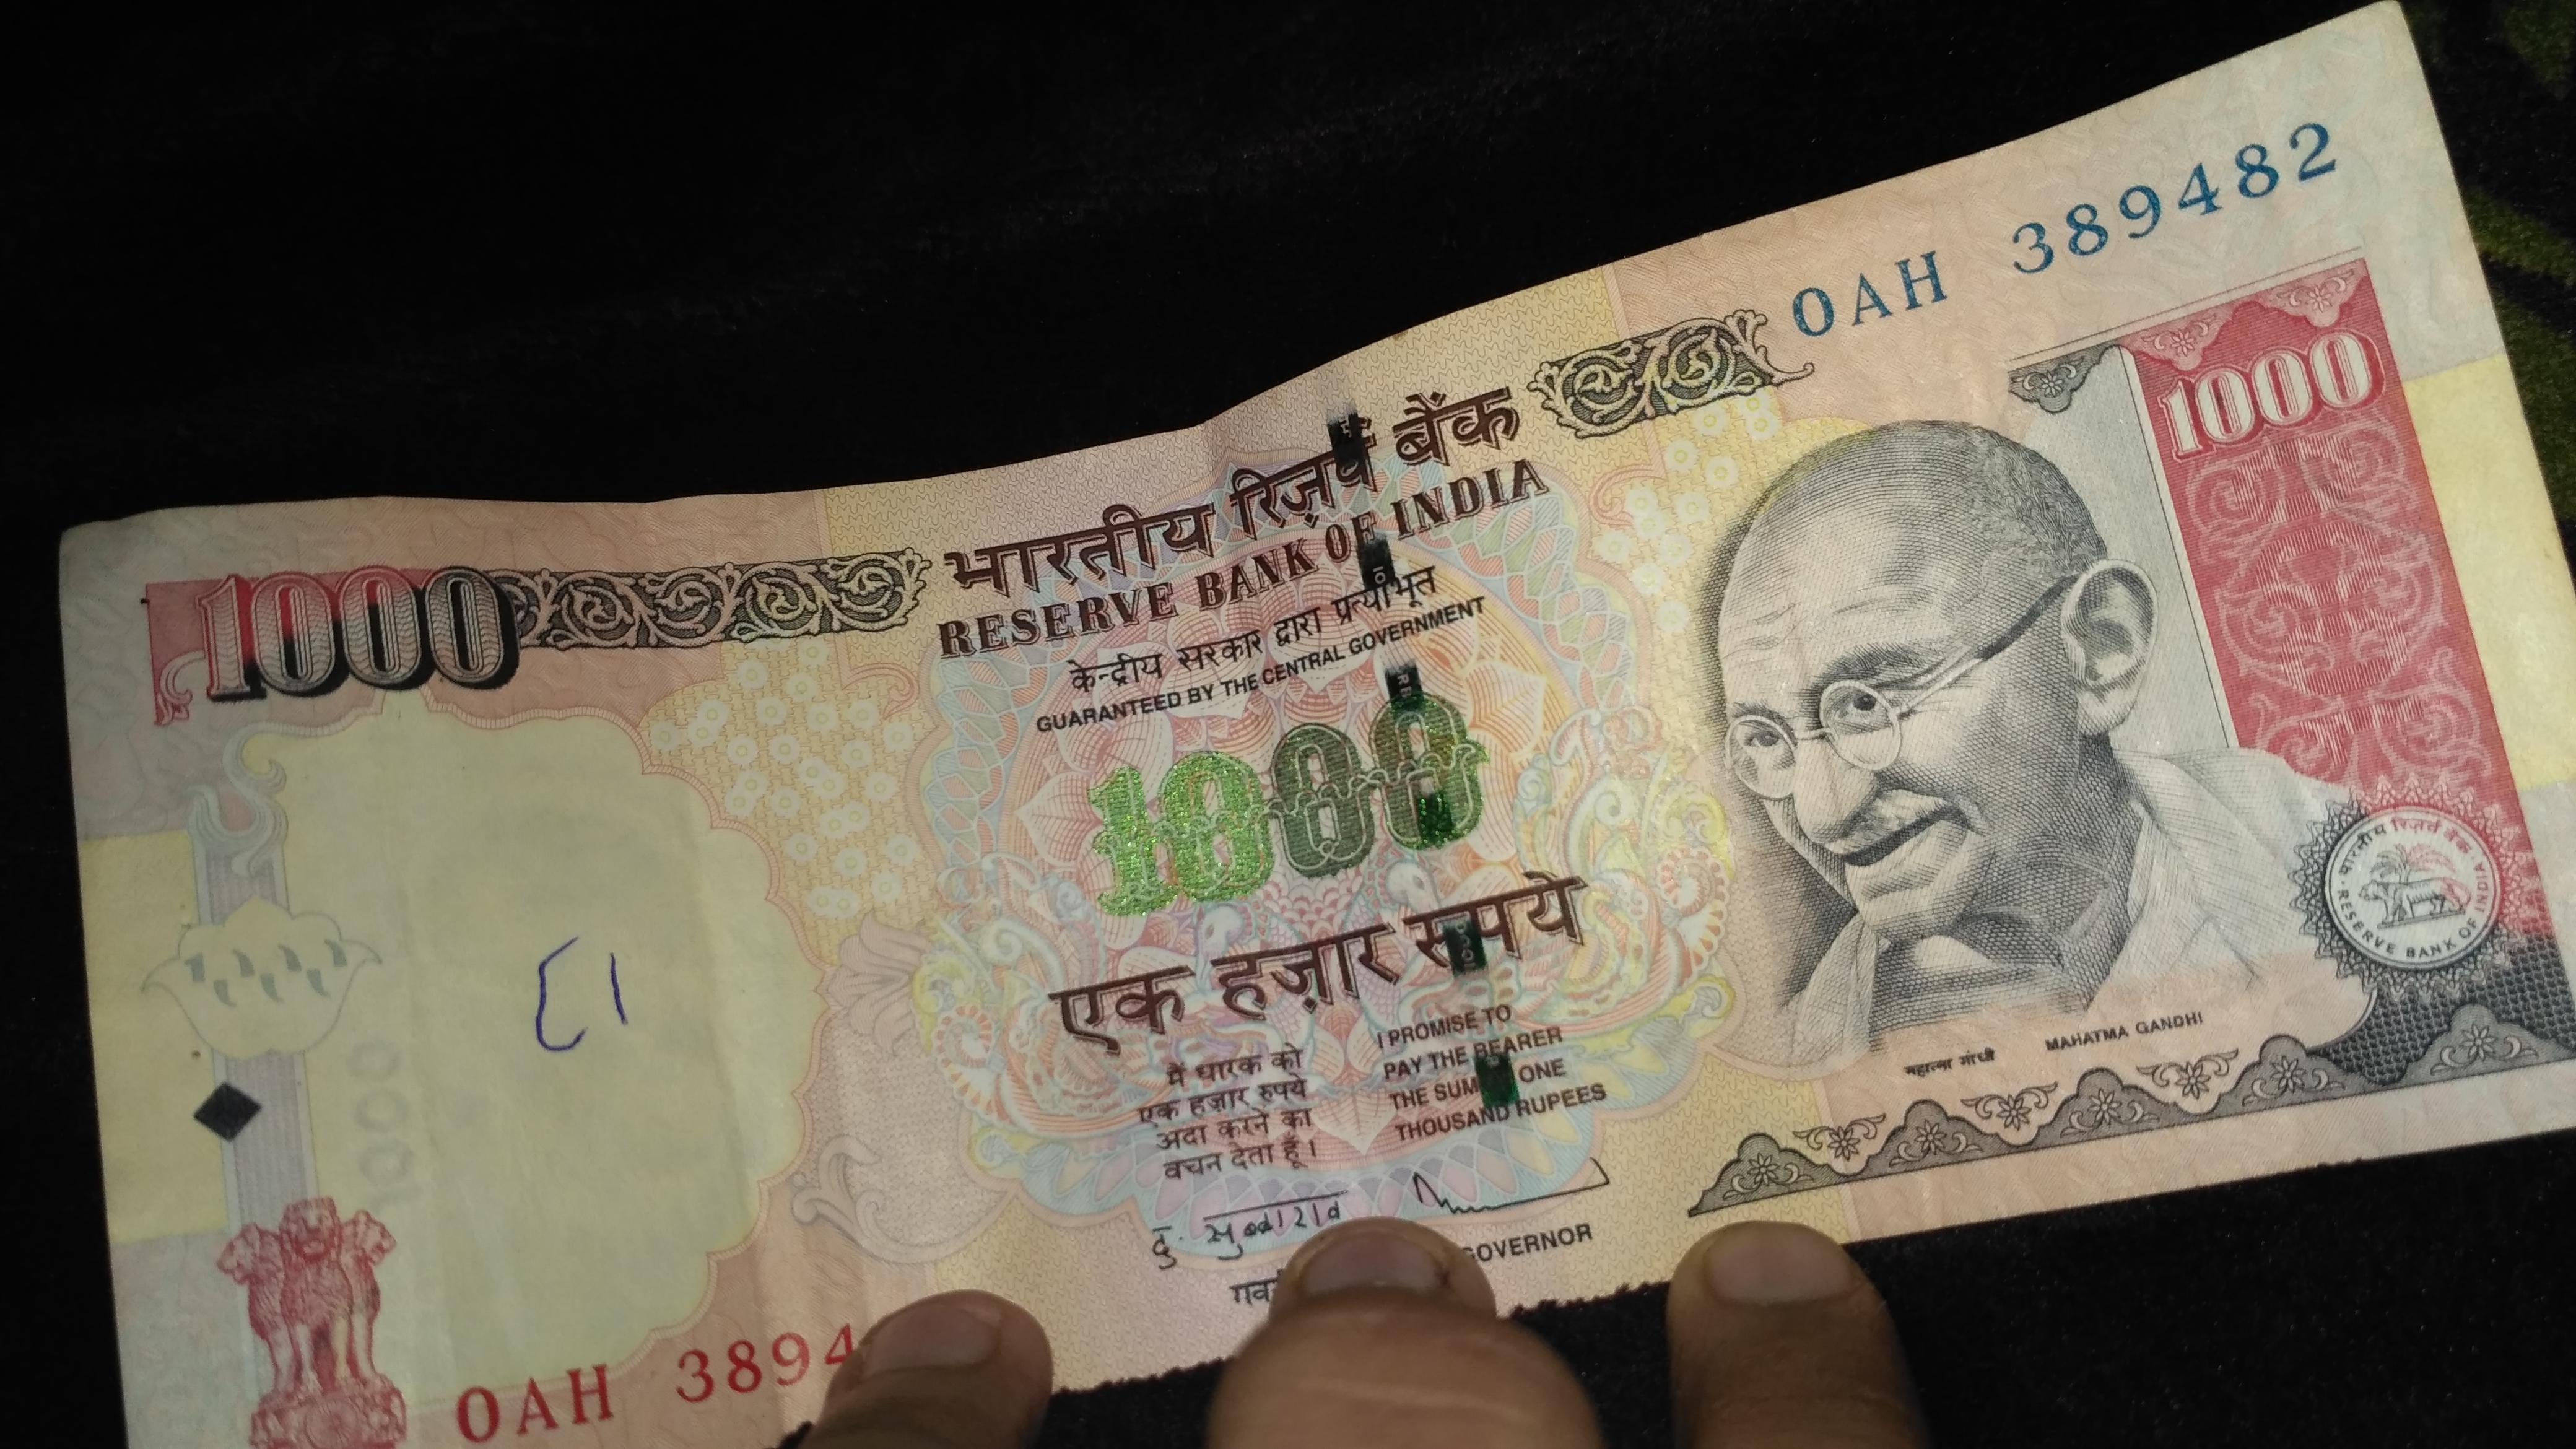 0AH 389482
1000
1000
भारतीय रिज़र्व बैंक
RESERVE BANK OF INDIA
केन्द्रीय सरकार द्वारा प्रत्याभूत
GUARANTEED BY THE CENTRAL GOVERNMENT
1000
एक हज़ार रुपये
मैं धारक को
एक हज़ार रुपये
अदा करने का
वचन देता हूँ।
I PROMISE TO
PAY THE BEARER
THE SUM ONE
THOUSAND RUPEES
GOVERNOR
महात्मा गांधी
MAHATMA GANDHI
भारतीय रिज़र्व बैंक
RESERVE BANK OF INDIA
1000
0AH 3894